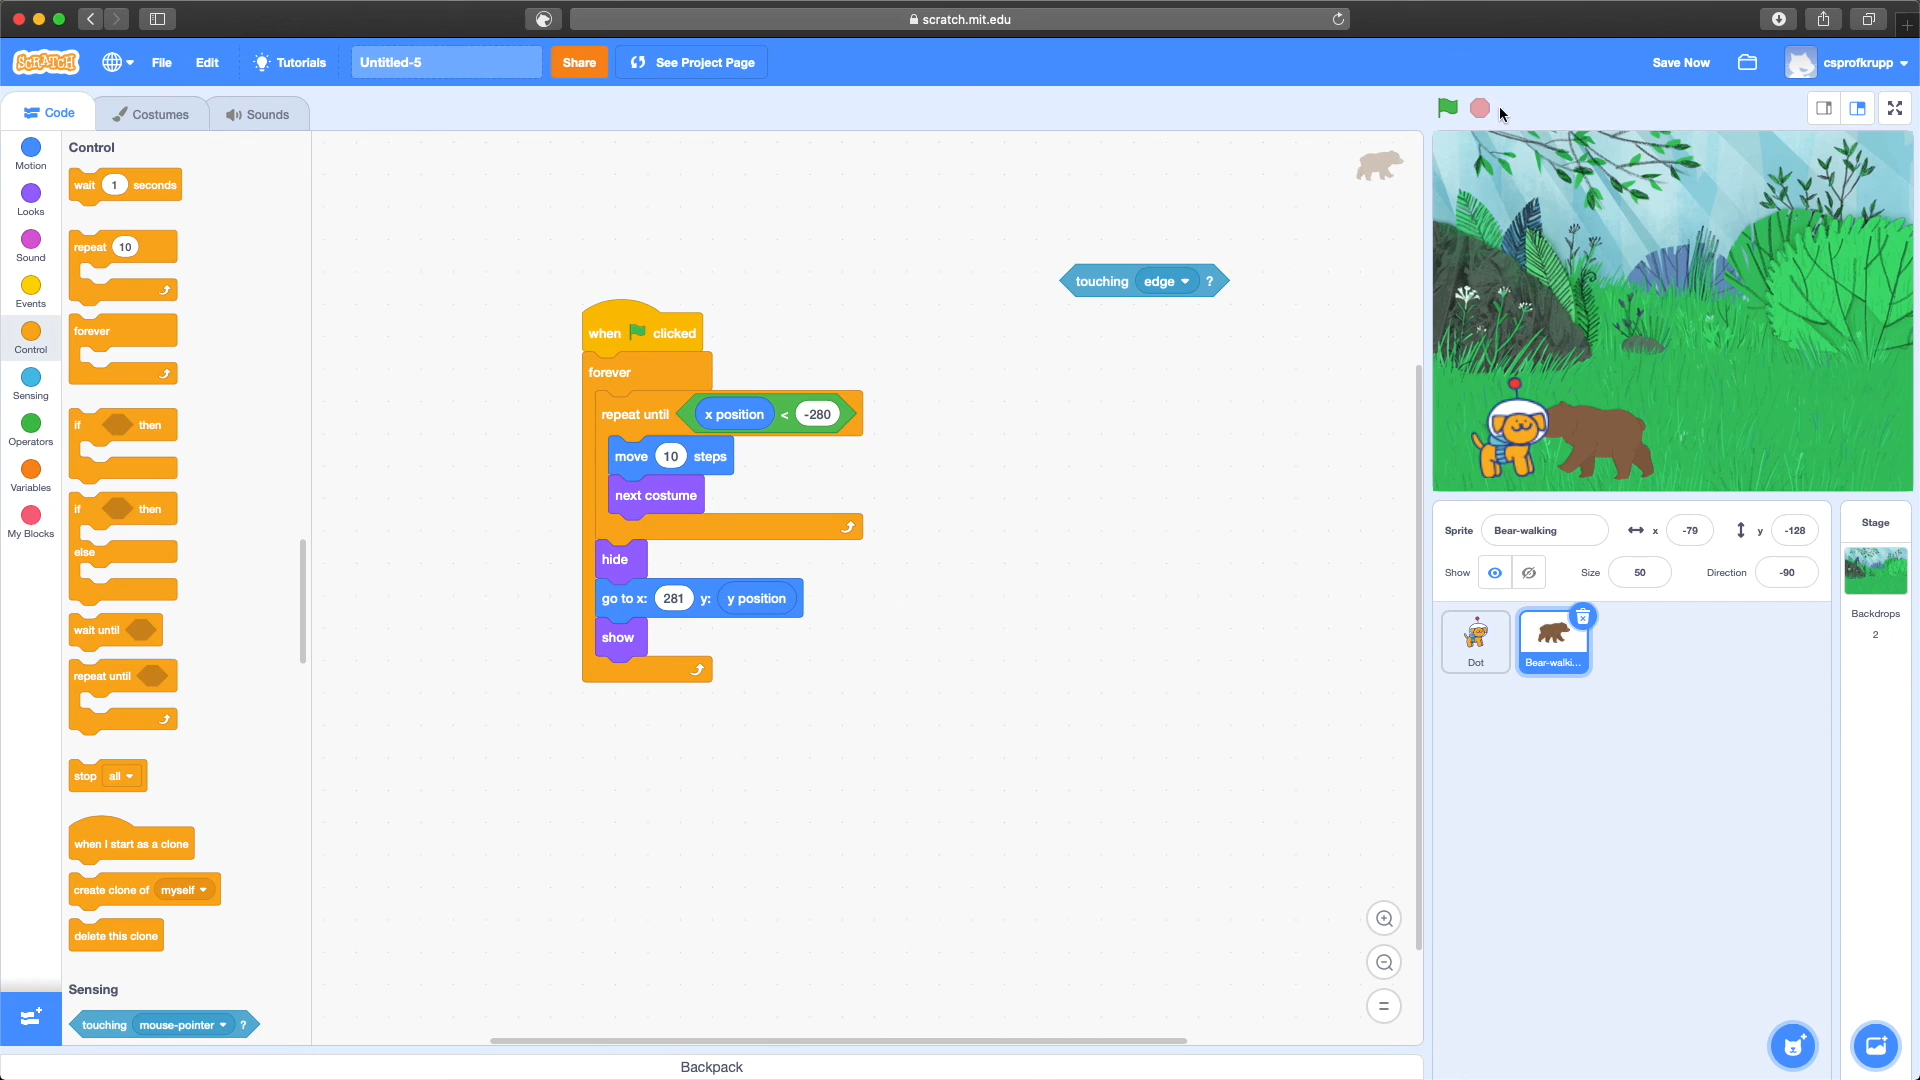 scratch.mit.edu
SCRATCH File Edit Tutorials Untitled-5 Share See Project Page Save Now csprofkrupp
Code Costumes Sounds
Motion
Looks
Sound
Events
Control
Sensing
Operators
Variables
My Blocks
Control
wait 1 seconds
repeat 10
forever
if then
if then
else
wait until
repeat until
stop all
when I start as a clone
create clone of myself
delete this clone
Sensing
touching mouse-pointer ?
touching edge ?
when clicked
forever
repeat until x position < -280
move 10 steps
next costume
hide
go to x: 281 y: y position
show
Sprite Bear-walking x -79 y -128
Show Size 50 Direction -90
Dot
Bear-walki...
Stage
Backdrops
2
Backpack